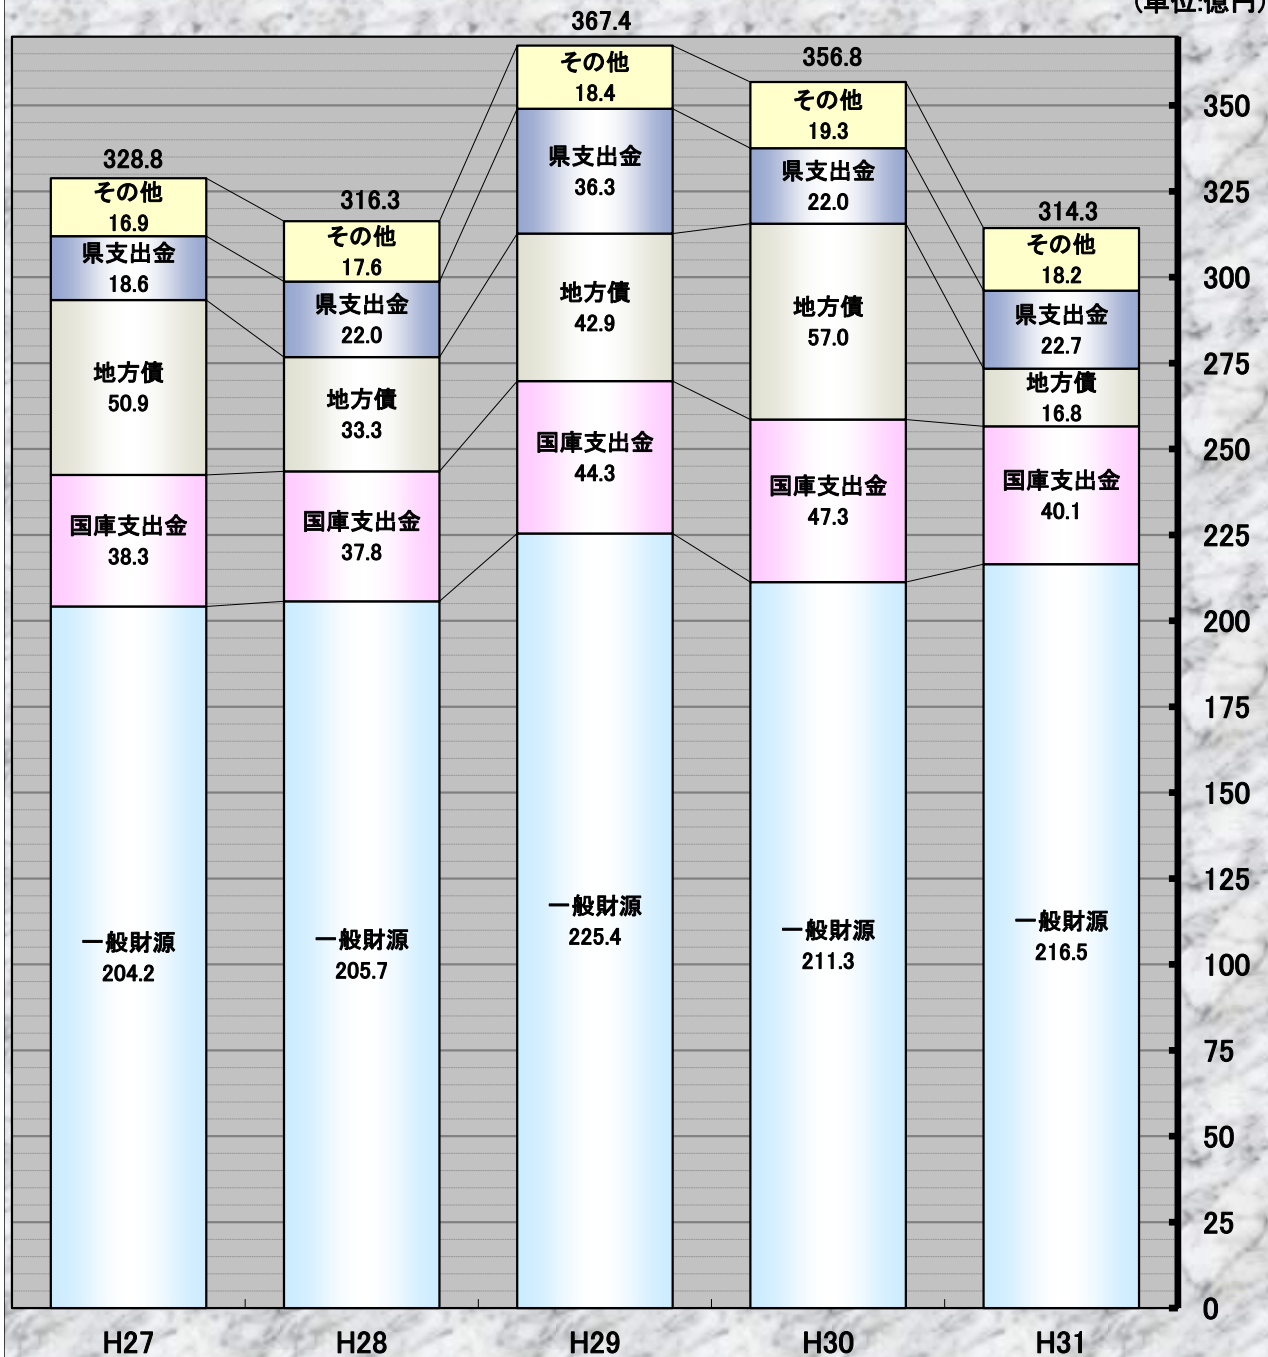 (単位:億円)
328.8
その他
16.9
県支出金
18.6
地方債
50.9
国庫支出金
38.3
一般財源
204.2
H27
316.3
その他
17.6
県支出金
22.0
地方債
33.3
国庫支出金
37.8
一般財源
205.7
H28
367.4
その他
18.4
県支出金
36.3
地方債
42.9
国庫支出金
44.3
一般財源
225.4
H29
356.8
その他
19.3
県支出金
22.0
地方債
57.0
国庫支出金
47.3
一般財源
211.3
H30
314.3
その他
18.2
県支出金
22.7
地方債
16.8
国庫支出金
40.1
一般財源
216.5
H31
350
325
300
275
250
225
200
175
150
125
100
75
50
25
0